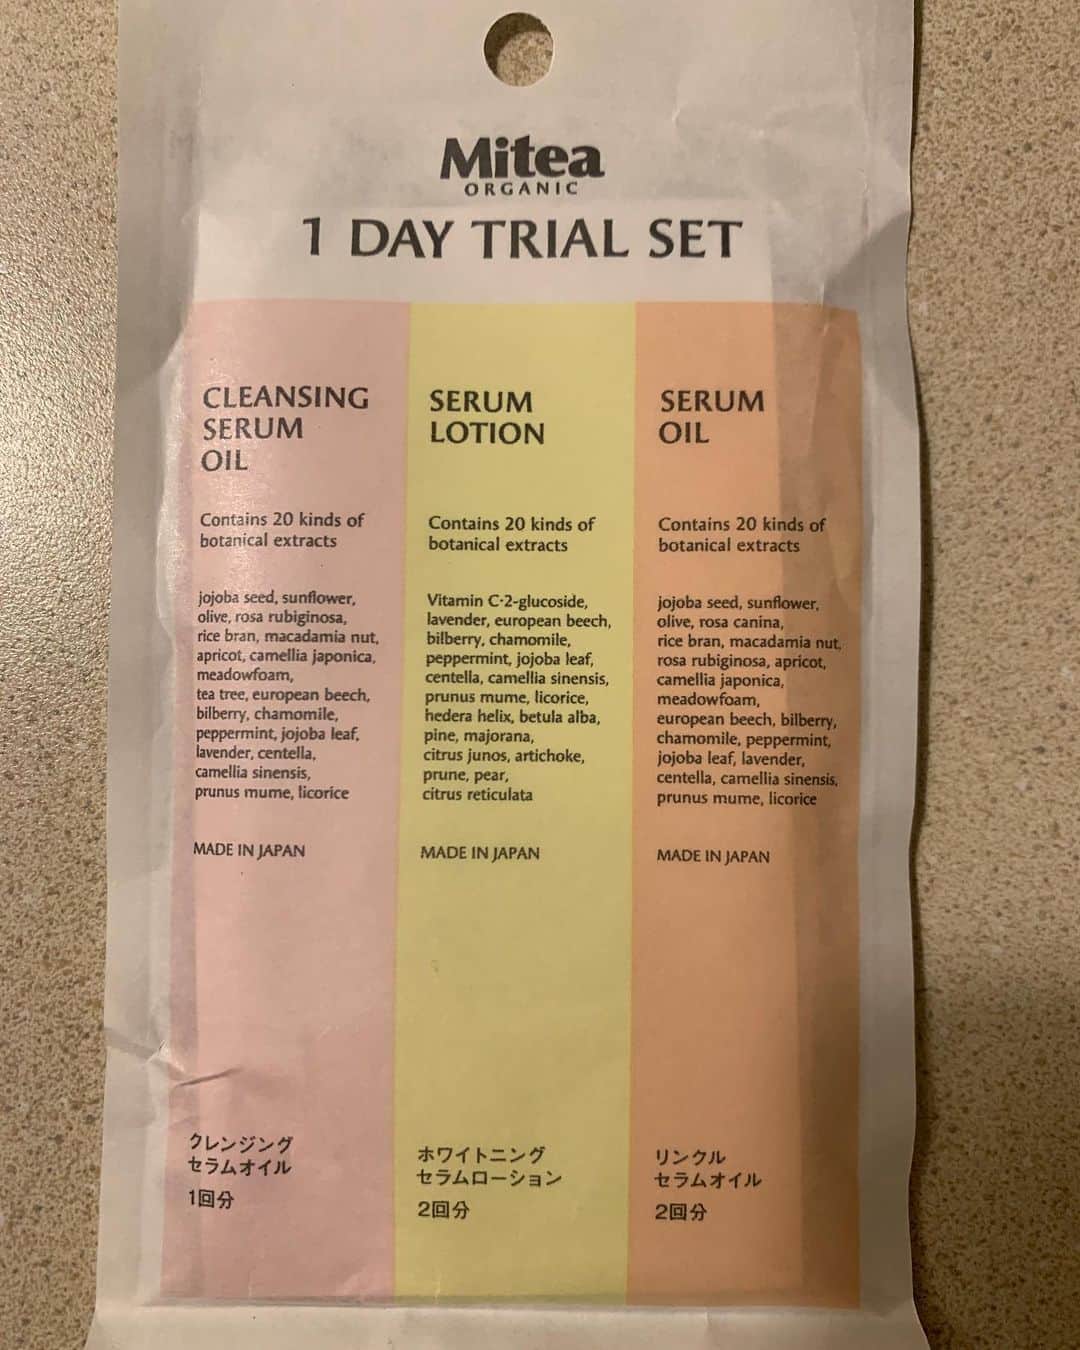 Mitea
ORGANIC
1 DAY TRIAL SET
CLEANSING
SERUM
OIL
Contains 20 kinds of
botanical extracts
jojoba seed, sunflower,
olive, rosa rubiginosa,
rice bran, macadamia nut,
apricot, camellia japonica,
meadowfoam,
tea tree, european beech,
bilberry, chamomile,
peppermint, jojoba leaf,
lavender, centella,
camellia sinensis,
prunus mume, licorice
MADE IN JAPAN
クレンジング
セラムオイル
1回分
SERUM
LOTION
Contains 20 kinds of
botanical extracts
Vitamin C·2-glucoside,
lavender, european beech,
bilberry, chamomile,
peppermint, jojoba leaf,
centella, camellia sinensis,
prunus mume, licorice,
hedera helix, betula alba,
pine, majorana,
citrus junos, artichoke,
prune, pear,
citrus reticulata
MADE IN JAPAN
ホワイトニング
セラムローション
2回分
SERUM
OIL
Contains 20 kinds of
botanical extracts
jojoba seed, sunflower,
olive, rosa canina,
rice bran, macadamia nut,
rosa rubiginosa, apricot,
camellia japonica,
meadowfoam,
european beech, bilberry,
chamomile, peppermint,
jojoba leaf, lavender,
centella, camellia sinensis,
prunus mume, licorice
MADE IN JAPAN
リンクル
セラムオイル
2回分